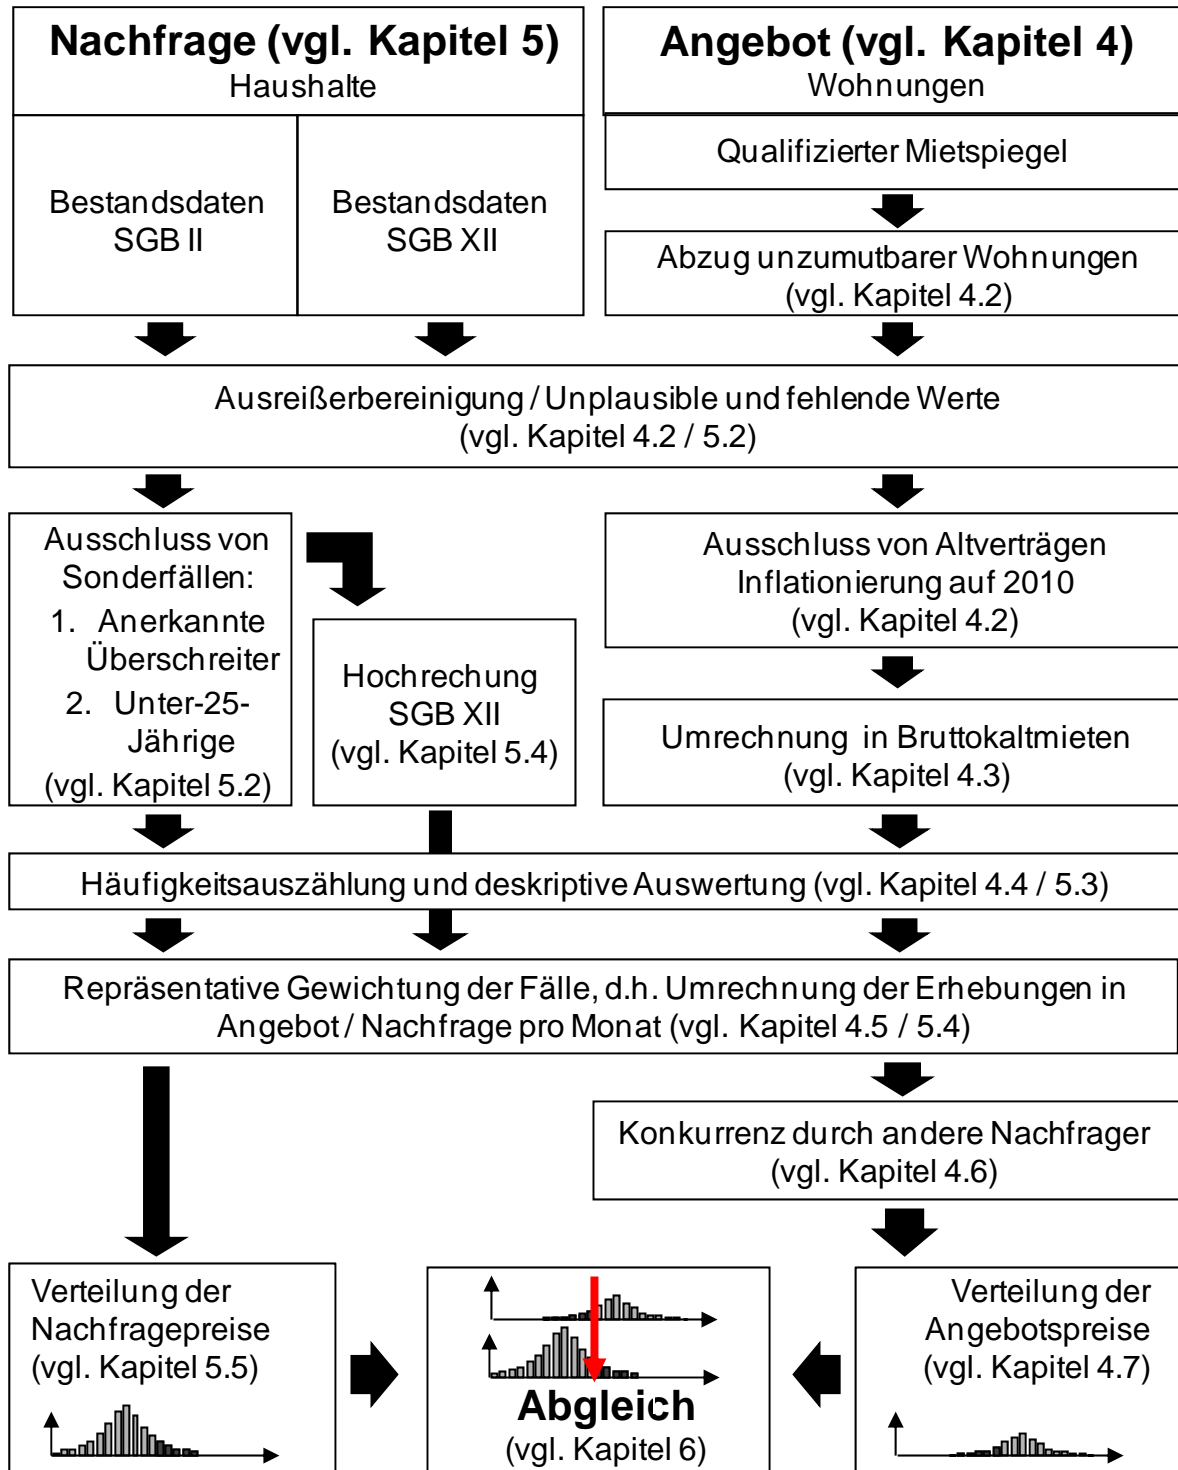 Nachfrage (vgl. Kapitel 5)
Haushalte
Angebot (vgl. Kapitel 4)
Wohnungen
Bestandsdaten
SGB II
Bestandsdaten
SGB XII
Qualifizierter Mietspiegel
Abzug unzumutbarer Wohnungen
(vgl. Kapitel 4.2)
Ausreißerbereinigung / Unplausible und fehlende Werte
(vgl. Kapitel 4.2 / 5.2)
Ausschluss von
Sonderfällen:
1. Anerkannte
Überschreiter
2. Unter-25-
Jährige
(vgl. Kapitel 5.2)
Hochrechung
SGB XII
(vgl. Kapitel 5.4)
Ausschluss von Altverträgen
Inflationierung auf 2010
(vgl. Kapitel 4.2)
Umrechnung in Bruttokaltmieten
(vgl. Kapitel 4.3)
Häufigkeitsauszählung und deskriptive Auswertung (vgl. Kapitel 4.4 / 5.3)
Repräsentative Gewichtung der Fälle, d.h. Umrechnung der Erhebungen in
Angebot / Nachfrage pro Monat (vgl. Kapitel 4.5 / 5.4)
Konkurrenz durch andere Nachfrager
(vgl. Kapitel 4.6)
Verteilung der
Nachfragepreise
(vgl. Kapitel 5.5)
Abgleich
(vgl. Kapitel 6)
Verteilung der
Angebotspreise
(vgl. Kapitel 4.7)